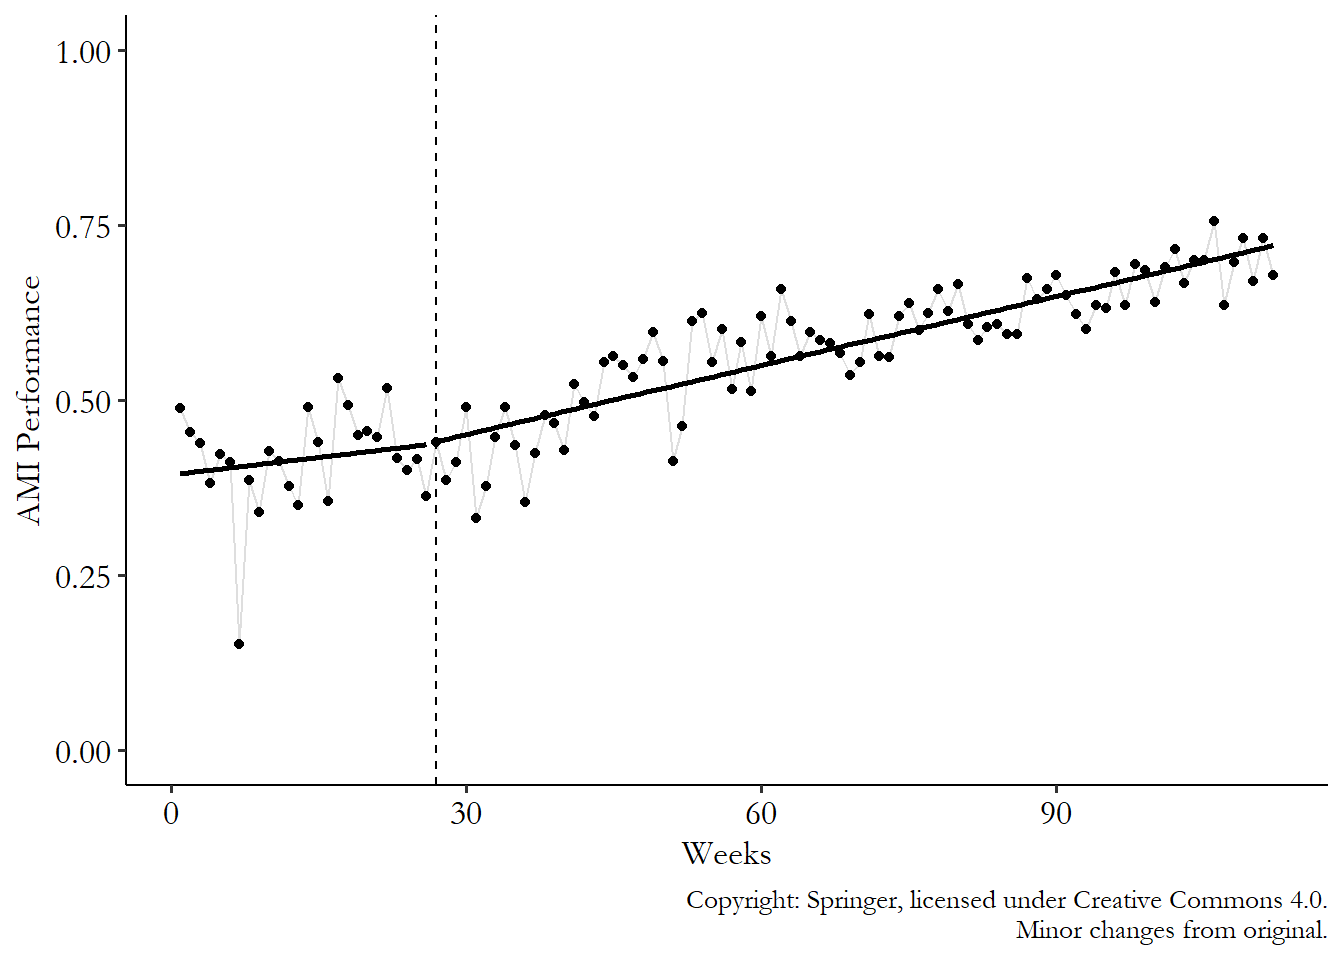 1.00
0.75
0.50
0.25
0.00
AMI Performance
0 30 60 90
Weeks
Copyright: Springer, licensed under Creative Commons 4.0.
Minor changes from original.